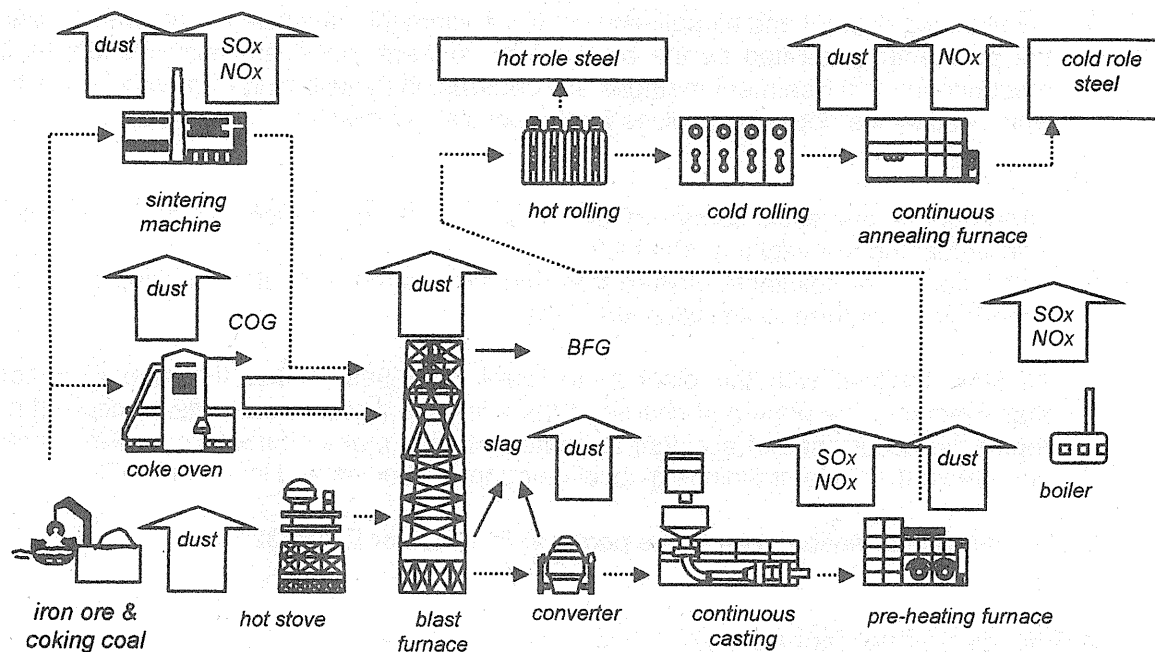 dust
SOx
NOx
hot role steel
dust
NOx
cold role
steel
sintering
machine
hot rolling
cold rolling
continuous
annealing furnace
dust
COG
dust
BFG
SOx
NOx
coke oven
slag
dust
SOx
NOx
dust
boiler
dust
iron ore &
coking coal
hot stove
blast
furnace
converter
continuous
casting
pre-heating furnace